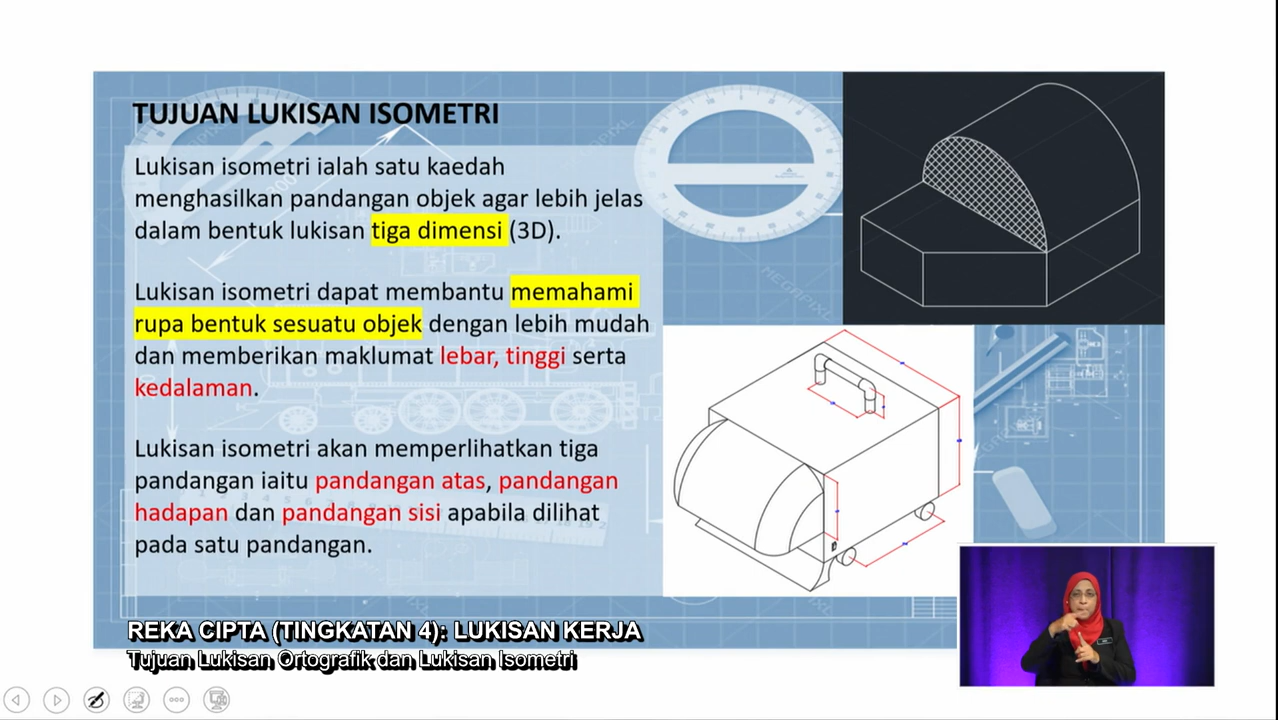 TUJUAN LUKISAN ISOMETRI
Lukisan isometri ialah satu kaedah
menghasilkan pandangan objek agar lebih jelas
dalam bentuk lukisan tiga dimensi (3D).
Lukisan isometri dapat membantu memahami
rupa bentuk sesuatu objek dengan lebih mudah
dan memberikan maklumat lebar, tinggi serta
kedalaman.
Lukisan isometri akan memperlihatkan tiga
pandangan iaitu pandangan atas, pandangan
hadapan dan pandangan sisi apabila dilihat
pada satu pandangan.
REKA CIPTA (TINGKATAN 4): LUKISAN KERJA
Tujuan Lukisan Ortografik dan Lukisan Isometri